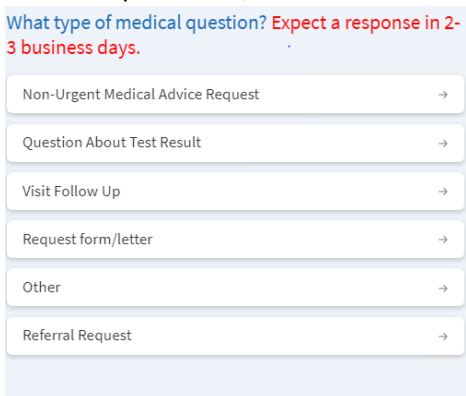 What type of medical question? Expect a response in 2-
3 business days.
Non-Urgent Medical Advice Request
Question About Test Result
Visit Follow Up
Request form/letter
Other
Referral Request